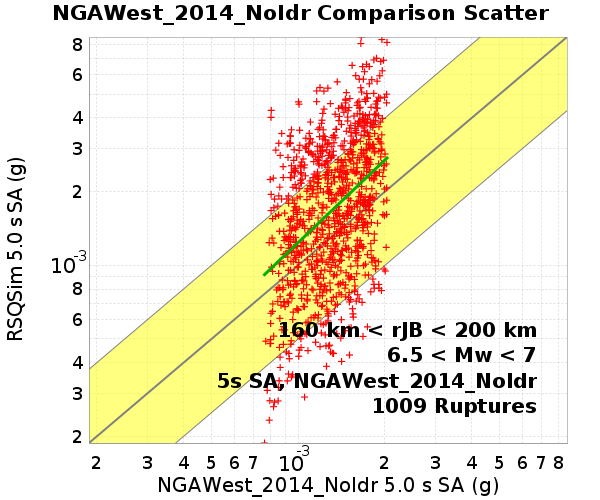 NGAWest_2014_NoIdr Comparison Scatter
8
6
4
3
2
10-3
8
6
4
3
2
RSQSim 5.0 s SA (g)
160 km < rJB < 200 km
6.5 < Mw < 7
5s SA, NGAWest_2014_NoIdr
1009 Ruptures
2 3 4 5 6 7 10-3 2 3 4 5 6 7 8
NGAWest_2014_NoIdr 5.0 s SA (g)